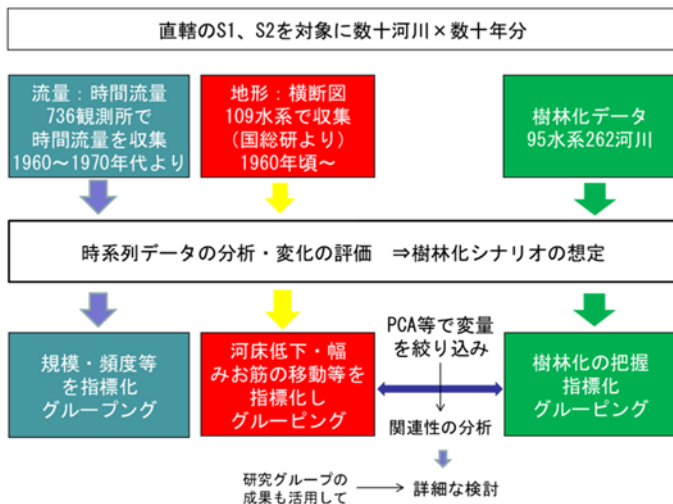 直轄のS1、S2を対象に数十河川×数十年分
流量：時間流量
736観測所で
時間流量を収集
1960～1970年代より
地形：横断図
109水系で収集
（国総研より）
1960年頃～
樹林化データ
95水系262河川
時系列データの分析・変化の評価　⇒樹林化シナリオの想定
規模・頻度等
を指標化
グループング
河床低下・幅
みお筋の移動等を
指標化し
グルーピング
PCA等で変量
を絞り込み
関連性の分析
樹林化の把握
指標化
グルーピング
研究グループの
成果も活用して
詳細な検討